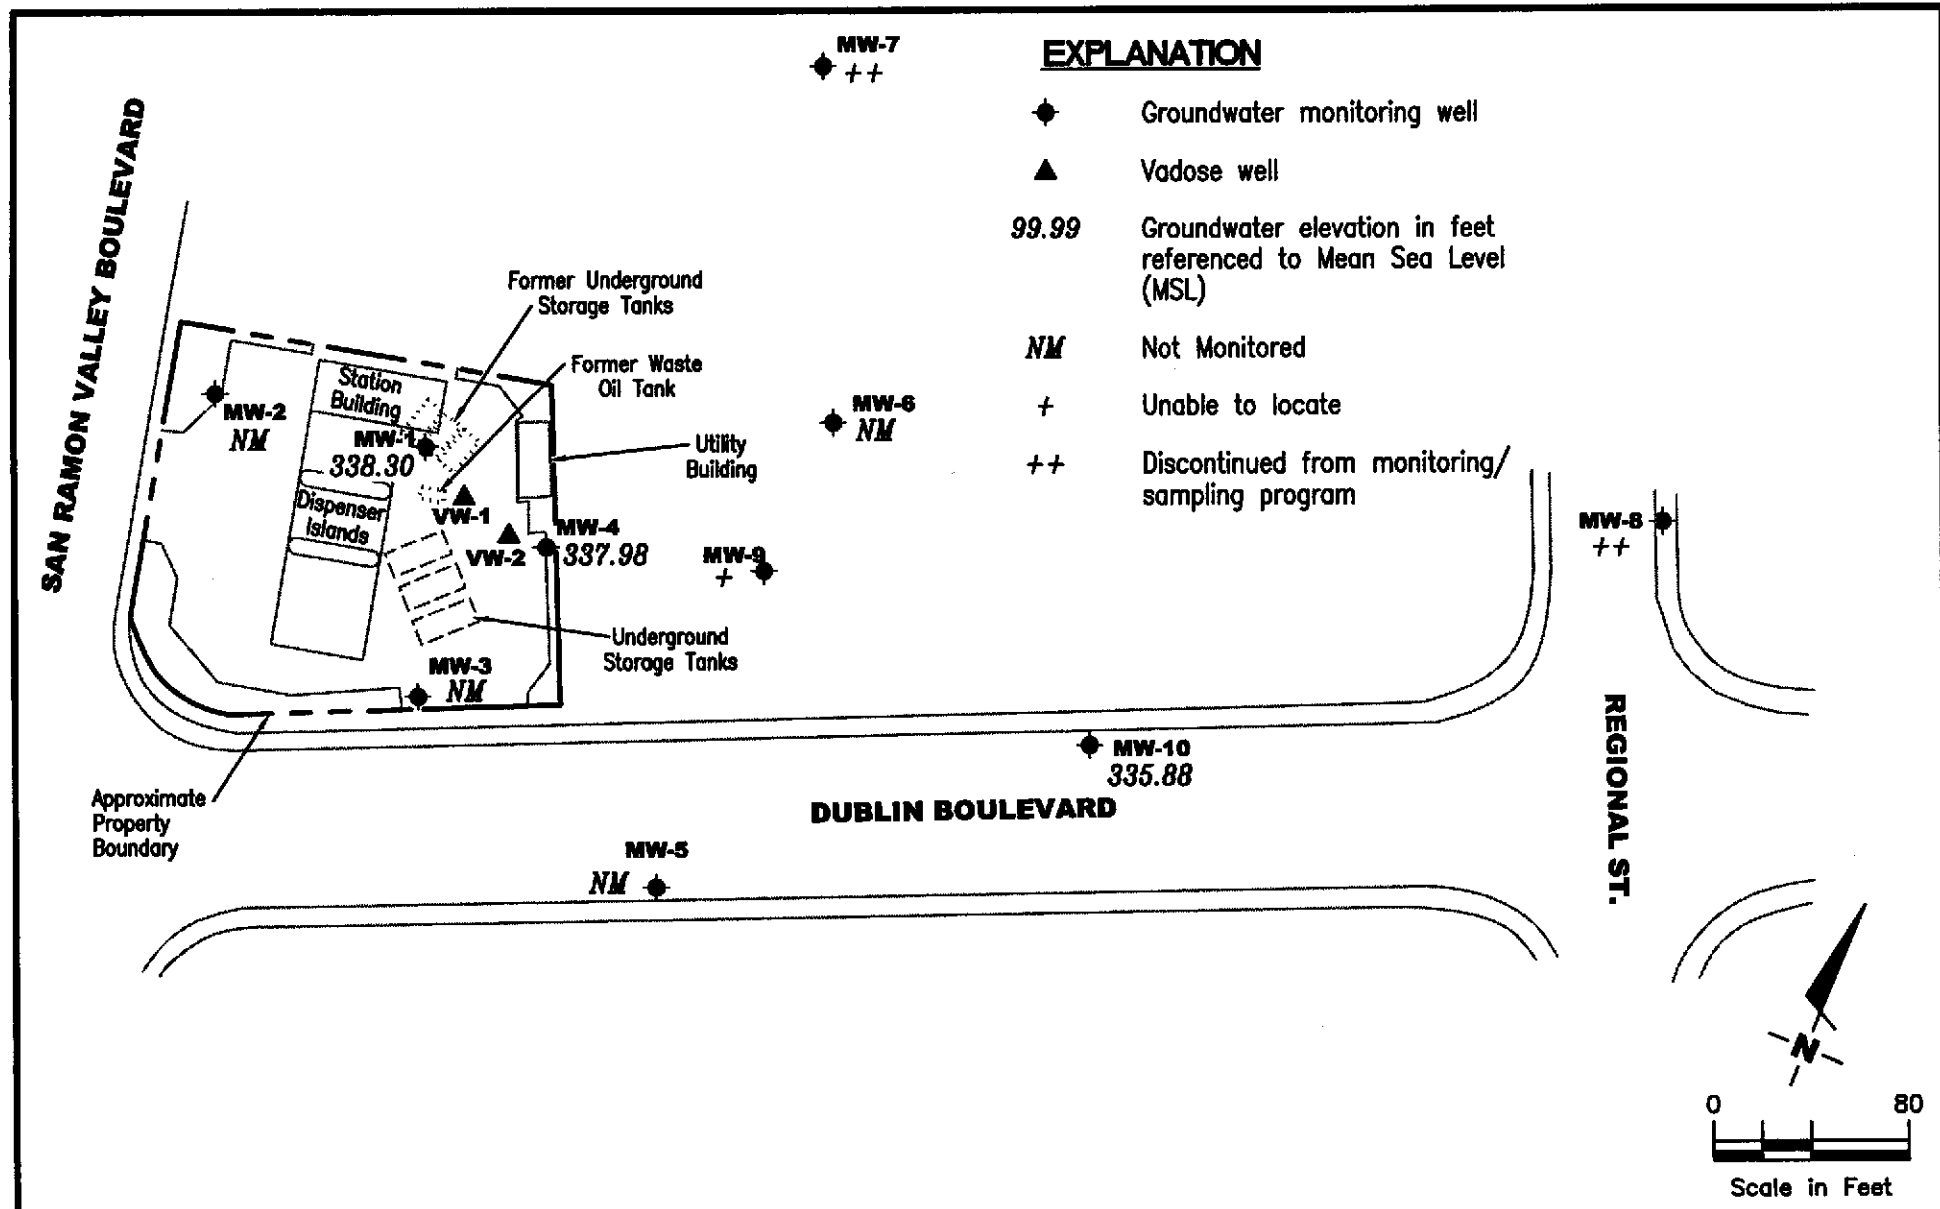 MW-7
++
EXPLANATION
Groundwater monitoring well
Vadose well
99.99
Groundwater elevation in feet
referenced to Mean Sea Level
(MSL)
NM
Not Monitored
+
Unable to locate
++
Discontinued from monitoring/
sampling program
SAN RAMON VALLEY BOULEVARD
Former Underground
Storage Tanks
Former Waste
Oil Tank
Station
Building
MW-2
NM
MW-1
338.30
MW-6
NM
Utility
Building
Dispenser
Islands
VW-1
VW-2
MW-4
337.98
MW-9
+
MW-8
++
Underground
Storage Tanks
MW-3
NM
MW-10
335.88
REGIONAL ST.
Approximate
Property
Boundary
DUBLIN BOULEVARD
MW-5
NM
N
0
80
Scale in Feet